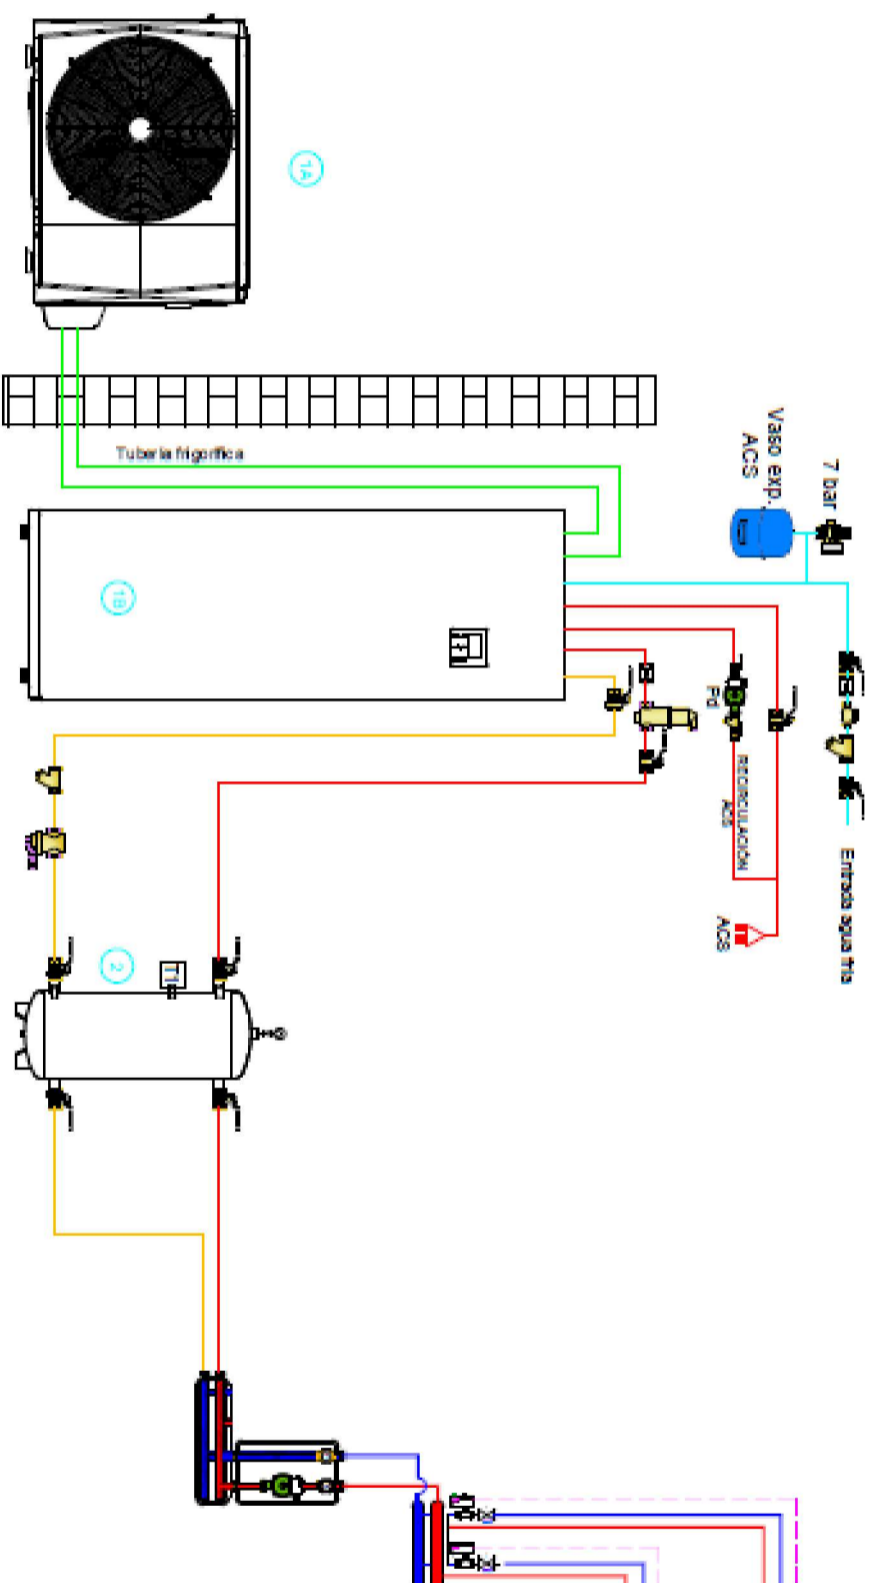 1A
Tubería frigorífica
Vaso exp.
ACS
7 bar
1B
Pd
RECIRCULACIÓN
ACS
ACS
Entrada agua fría
2
T1